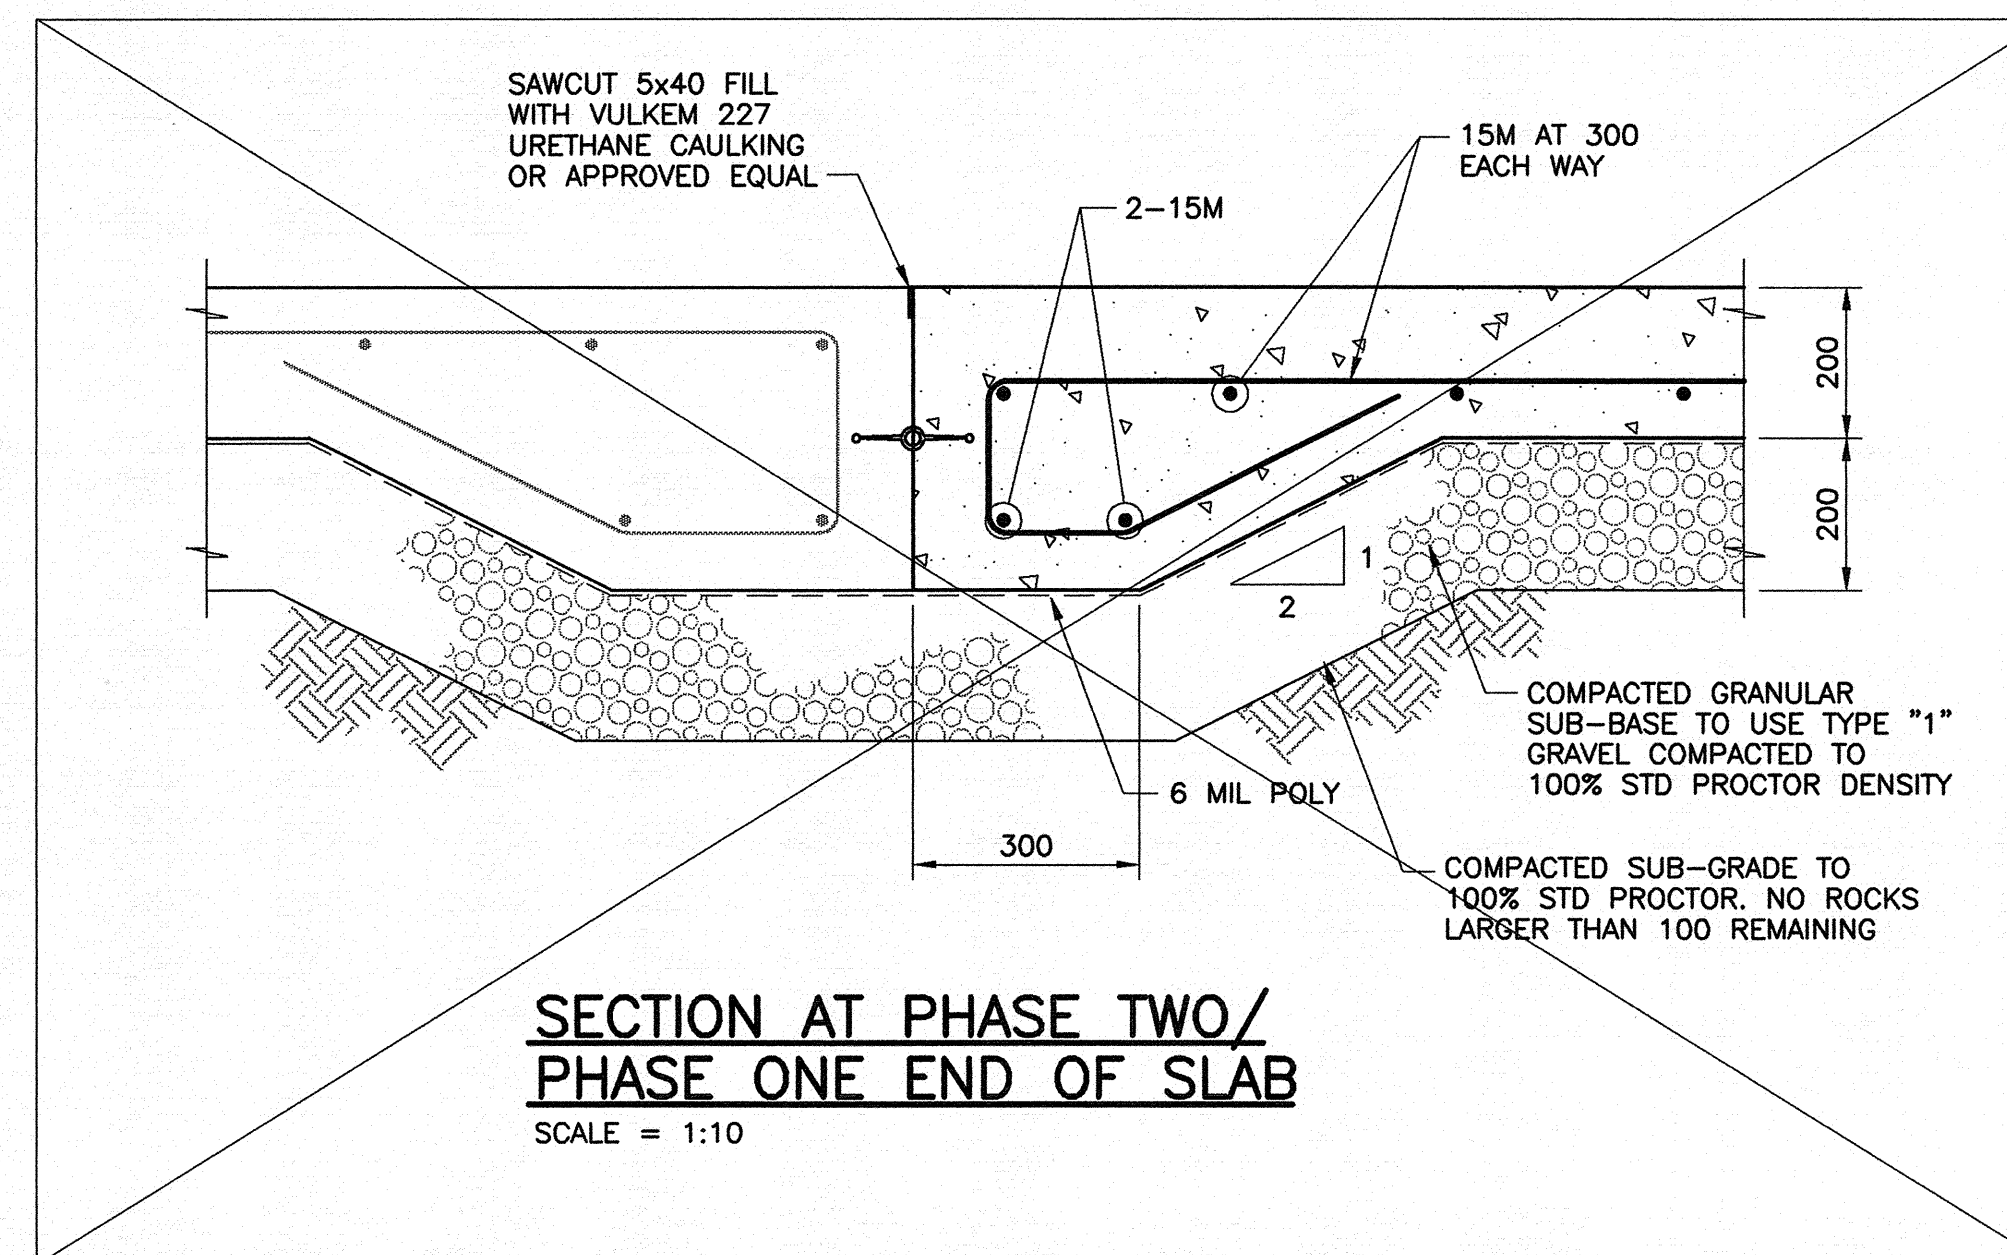 SAWCUT 5x40 FILL
WITH VULKEM 227
URETHANE CAULKING
OR APPROVED EQUAL
15M AT 300
EACH WAY
2-15M
200
200
1
2
COMPACTED GRANULAR
SUB-BASE TO USE TYPE "1"
GRAVEL COMPACTED TO
100% STD PROCTOR DENSITY
6 MIL POLY
300
COMPACTED SUB-GRADE TO
100% STD PROCTOR. NO ROCKS
LARGER THAN 100 REMAINING
SECTION AT PHASE TWO/
PHASE ONE END OF SLAB
SCALE = 1:10